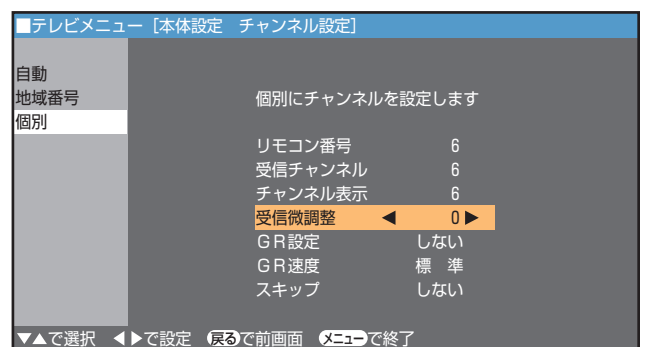 ■テレビメニュー［本体設定　チャンネル設定］
自動
地域番号
個別
個別にチャンネルを設定します
リモコン番号　6
受信チャンネル　6
チャンネル表示　6
受信微調整　◀　0▶
ＧＲ設定　しない
ＧＲ速度　標　準
スキップ　しない
▼▲で選択　◀▶で設定　戻るで前画面　メニューで終了